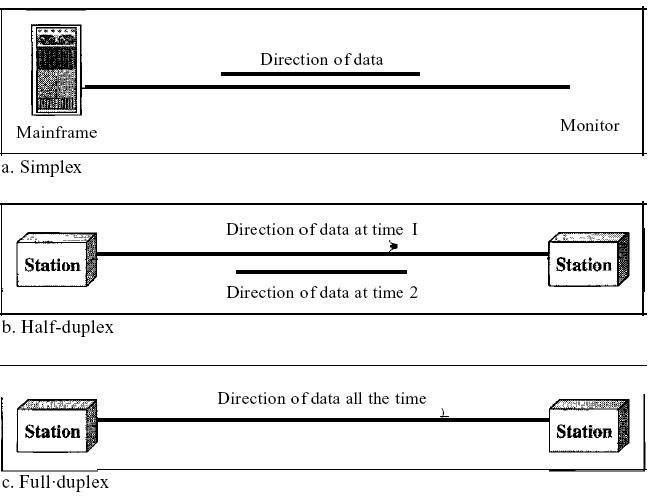 Direction of data
Mainframe
Monitor
a. Simplex
Direction of data at time I
Station
Station
Direction of data at time 2
b. Half-duplex
Direction of data all the time
Station
Station
c. Full·duplex